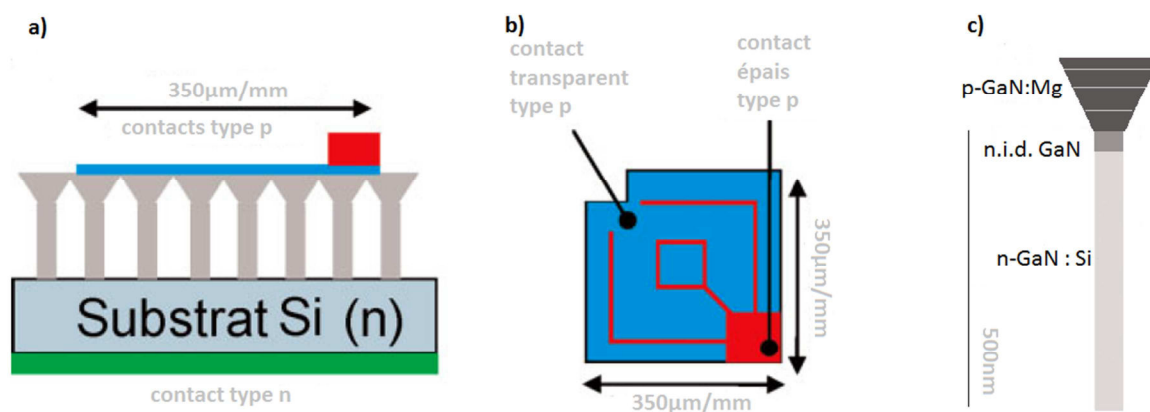 a)
350µm/mm
contacts type p
Substrat Si (n)
contact type n
b)
contact
transparent
type p
contact
épais
type p
350µm/mm
350µm/mm
c)
p-GaN:Mg
n.i.d. GaN
n-GaN : Si
500nm